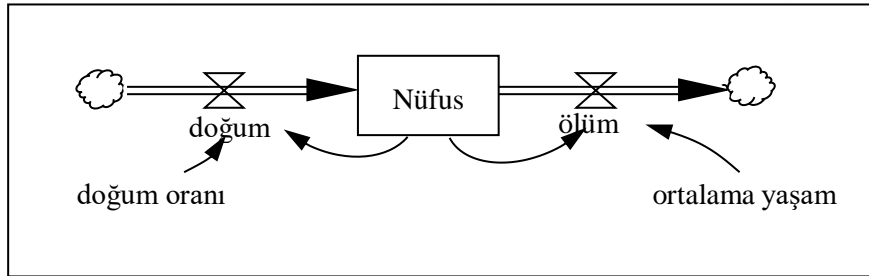 Nüfus
doğum
ölüm
doğum oranı
ortalama yaşam